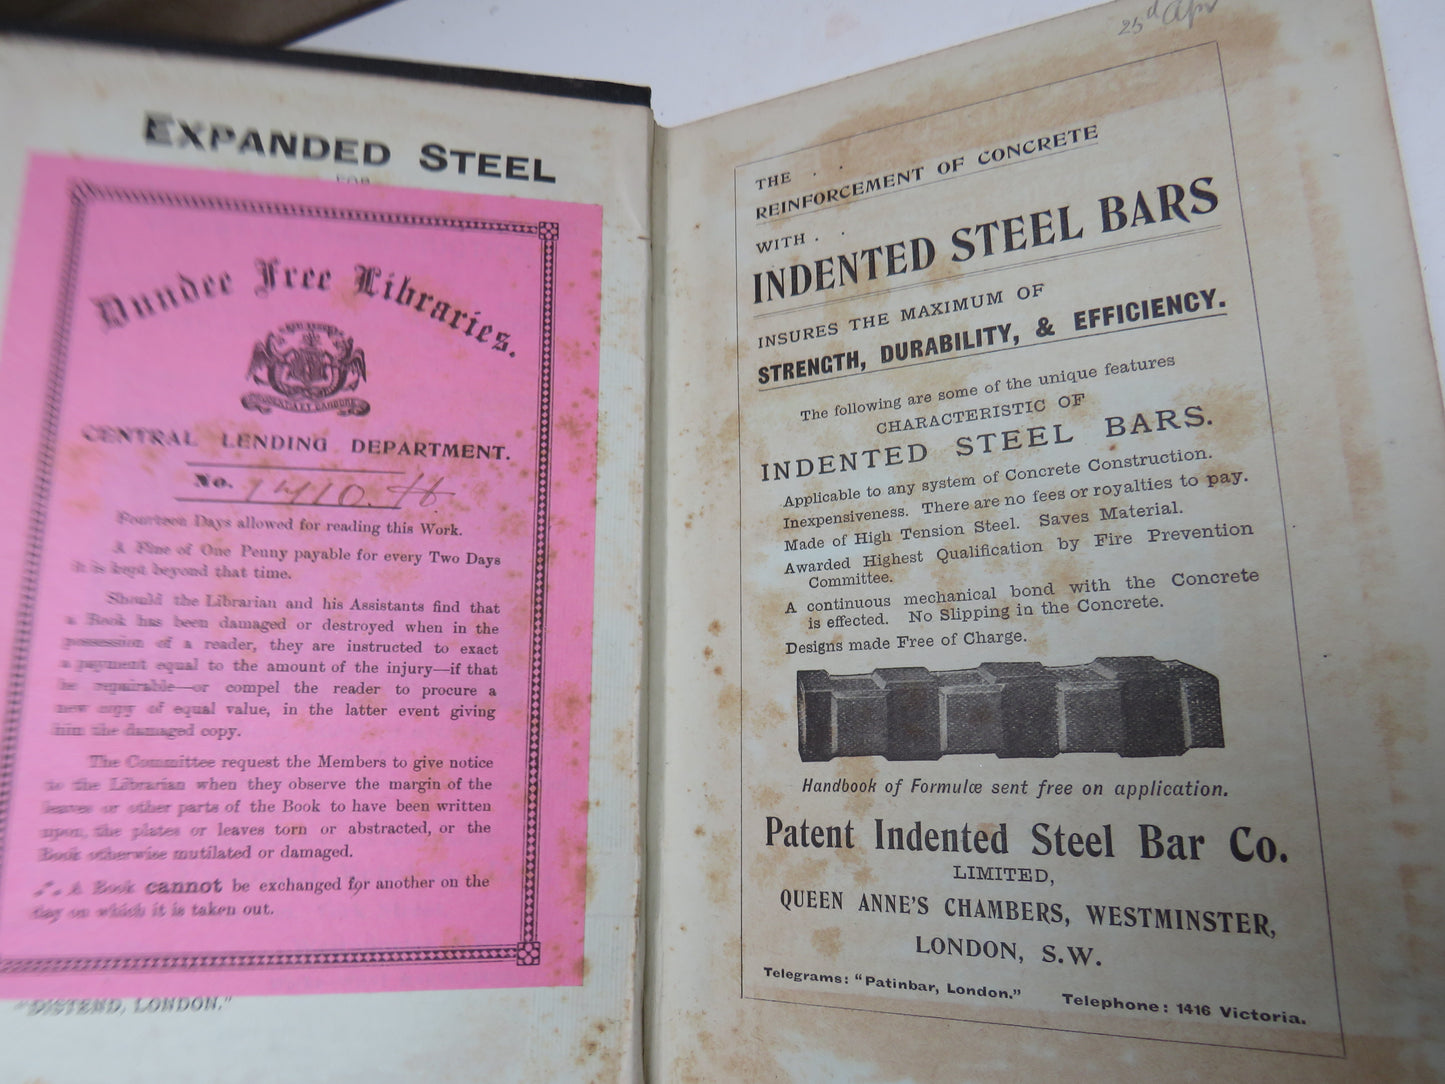 EXPANDED STEEL
FOR
Dundee Free Libraries.
CENTRAL LENDING DEPARTMENT.
No. 1710.
Fourteen Days allowed for reading this Work.
A Fine of One Penny payable for every Two Days
it is kept beyond that time.
Should the Librarian and his Assistants find that
a Book has been damaged or destroyed when in the
possession of a reader, they are instructed to exact
a payment equal to the amount of the injury—if that
be repairable—or compel the reader to procure a
new copy of equal value, in the latter event giving
him the damaged copy.
The Committee request the Members to give notice
to the Librarian when they observe the margin of the
leaves or other parts of the Book to have been written
upon, the plates or leaves torn or abstracted, or the
Book otherwise mutilated or damaged.
A Book cannot be exchanged for another on the
day on which it is taken out.
"DISTEND, LONDON."
25d Apr
THE . .
REINFORCEMENT OF CONCRETE
WITH . .
INDENTED STEEL BARS
INSURES THE MAXIMUM OF
STRENGTH, DURABILITY, & EFFICIENCY.
The following are some of the unique features
CHARACTERISTIC OF
INDENTED STEEL BARS.
Applicable to any system of Concrete Construction.
Inexpensiveness. There are no fees or royalties to pay.
Made of High Tension Steel. Saves Material.
Awarded Highest Qualification by Fire Prevention
Committee.
A continuous mechanical bond with the Concrete
is effected. No Slipping in the Concrete.
Designs made Free of Charge.
Handbook of Formulæ sent free on application.
Patent Indented Steel Bar Co.
LIMITED,
QUEEN ANNE'S CHAMBERS, WESTMINSTER,
LONDON, S.W.
Telegrams: "Patinbar, London."
Telephone: 1416 Victoria.